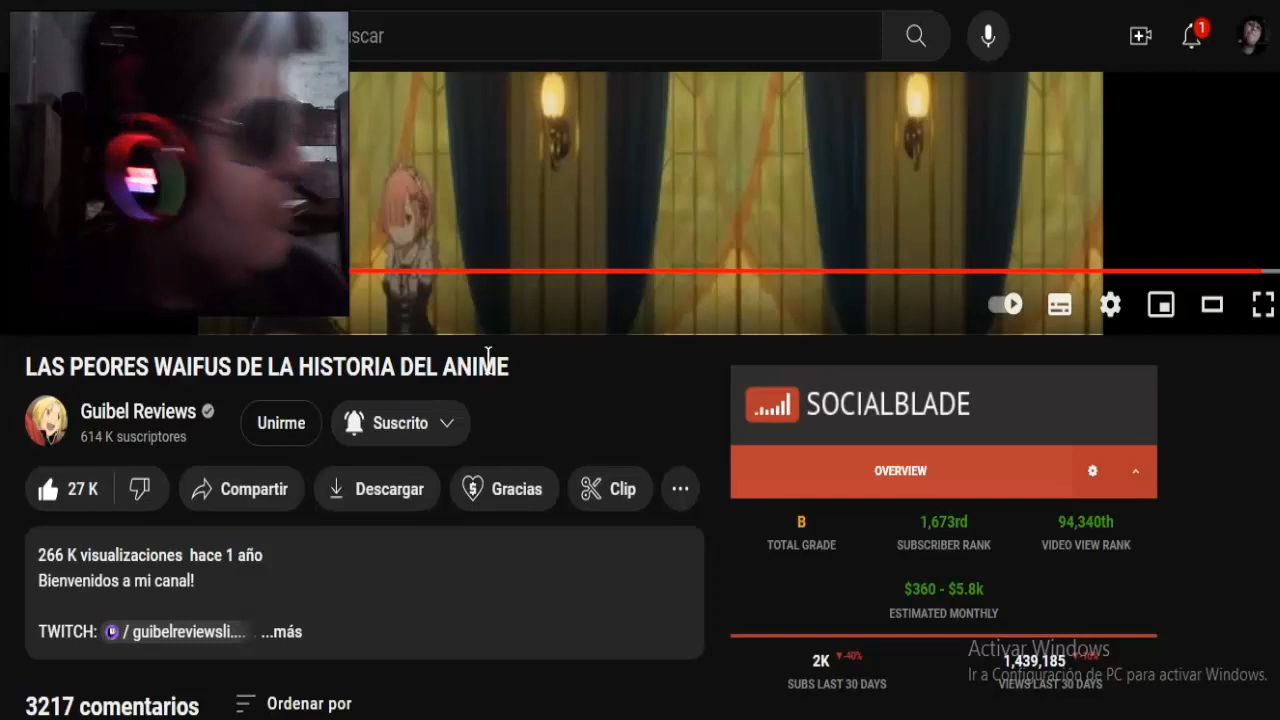 scar
1
LAS PEORES WAIFUS DE LA HISTORIA DEL ANIME
Guibel Reviews
614 K suscriptores
Unirme
Suscrito
27 K
Compartir
Descargar
Gracias
Clip
266 K visualizaciones hace 1 año
Bienvenidos a mi canal!
TWITCH: / guibelreviewsli.... ...más
3217 comentarios
Ordenar por
SOCIALBLADE
OVERVIEW
B
TOTAL GRADE
1,673rd
SUBSCRIBER RANK
94,340th
VIDEO VIEW RANK
$360 - $5.8k
ESTIMATED MONTHLY
2K -40%
SUBS LAST 30 DAYS
1,439,185
VIEWS LAST 30 DAYS
Activar Windows
Ir a Configuración de PC para activar Windows.